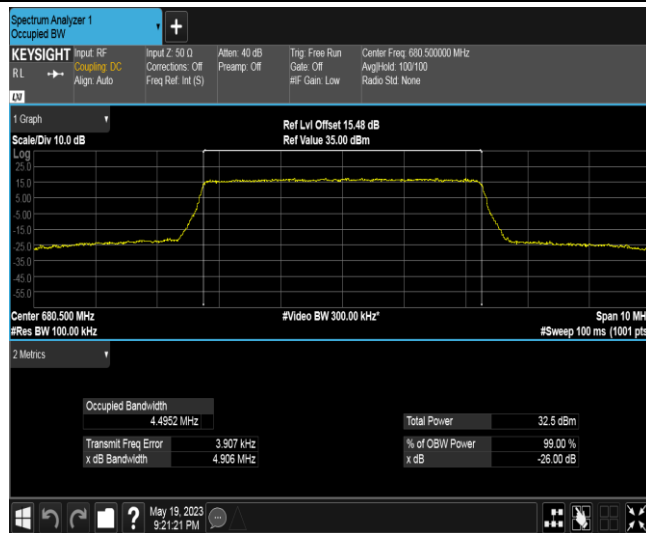 Spectrum Analyzer 1
Occupied BW
+
KEYSIGHT Input: RF Input Z: 50 Ω Atten: 40 dB Trig: Free Run Center Freq: 680.500000 MHz
RL Coupling: DC Corrections: Off Preamp: Off Gate: Off Avg|Hold: 100/100
Align: Auto Freq Ref: Int (S) #IF Gain: Low Radio Std: None
LXI
1 Graph
Ref Lvl Offset 15.48 dB
Scale/Div 10.0 dB Ref Value 35.00 dBm
Log
25.0
15.0
5.00
-5.00
-15.0
-25.0
-35.0
-45.0
-55.0
Center 680.500 MHz #Video BW 300.00 kHz* Span 10 MH
#Res BW 100.00 kHz #Sweep 100 ms (1001 pts
2 Metrics
Occupied Bandwidth
4.4952 MHz Total Power 32.5 dBm
Transmit Freq Error 3.907 kHz % of OBW Power 99.00 %
x dB Bandwidth 4.906 MHz x dB -26.00 dB
? May 19, 2023
9:21:21 PM